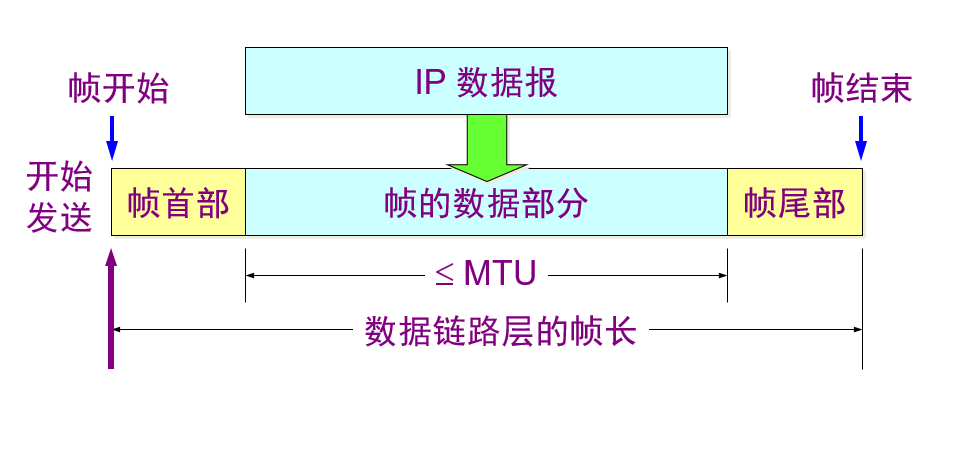 IP 数据报
帧开始
帧结束
开始
发送
帧首部
帧的数据部分
帧尾部
≤ MTU
数据链路层的帧长